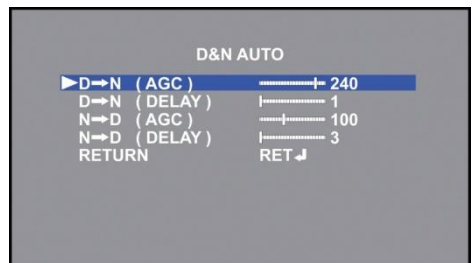 D&N AUTO
▶D➡N ( AGC ) 240
D➡N ( DELAY ) 1
N➡D ( AGC ) 100
N➡D ( DELAY ) 3
RETURN RET↲